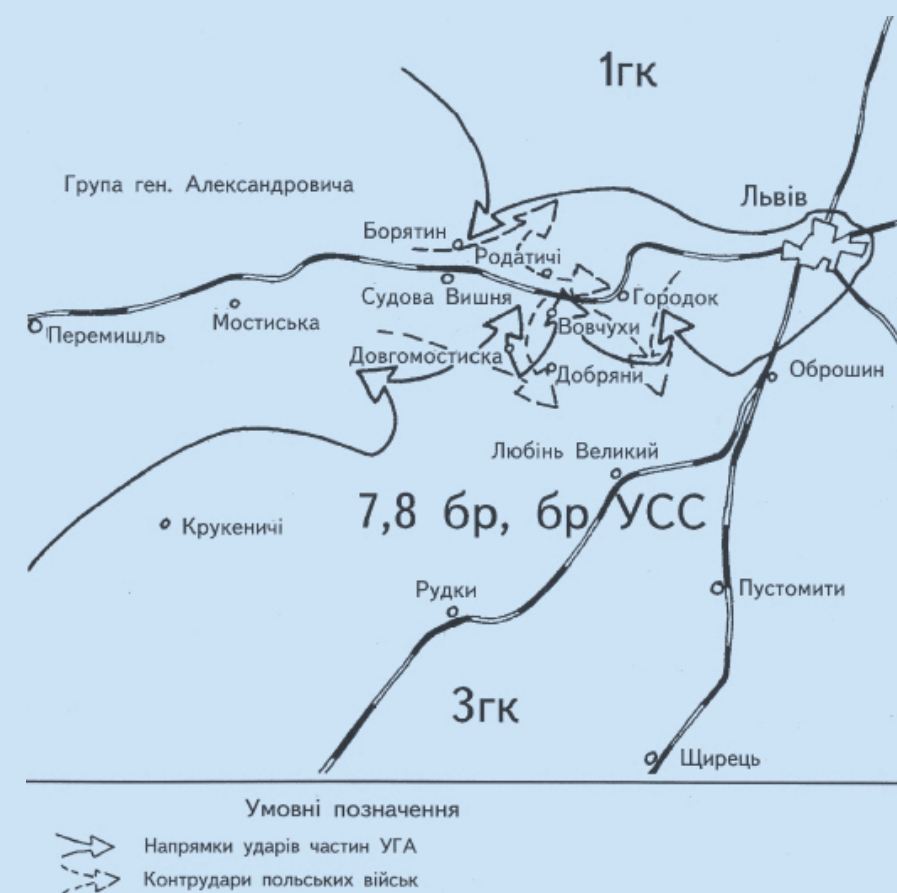 1гк
Група ген. Александровича
Львів
Борятин
Родатичі
Судова Вишня
Городок
Мостиська
Перемишль
Вовчухи
Довгомостиска
Добряни
Оброшин
Любінь Великий
7,8 бр, бр УСС
Крукеничі
Рудки
Пустомити
3гк
Щирець
Умовні позначення
Напрямки ударів частин УГА
Контрудари польських військ